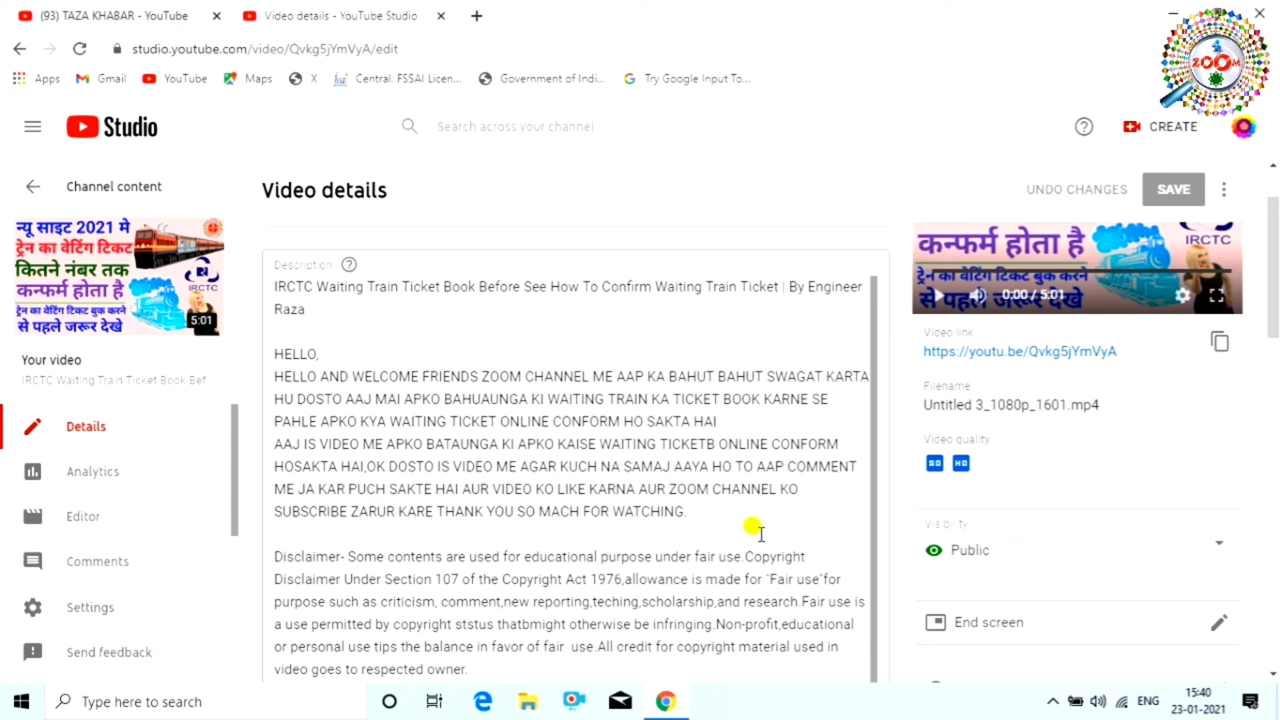 (93) TAZA KHABAR - YouTube
Video details - YouTube Studio
studio.youtube.com/video/Qvkg5jYmVyA/edit
Apps
Gmail
YouTube
Maps
X
Central. FSSAI Licen...
Government of Indi...
Try Google Input To...
ZOOM
Studio
Search across your channel
CREATE
Channel content
Video details
UNDO CHANGES
SAVE
न्यू साइट 2021 मे
ट्रेन का वेटिंग टिकट
कितने नंबर तक
कन्फर्म होता है
IRCTC
ट्रेन का वेटिंग टिकट बुक करने
से पहले जरूर देखे
5:01
Your video
IRCTC Waiting Train Ticket Book Bef
Details
Analytics
Editor
Comments
Settings
Send feedback
Description
IRCTC Waiting Train Ticket Book Before See How To Confirm Waiting Train Ticket | By Engineer
Raza
HELLO,
HELLO AND WELCOME FRIENDS ZOOM CHANNEL ME AAP KA BAHUT BAHUT SWAGAT KARTA
HU DOSTO AAJ MAI APKO BAHUAUNGA KI WAITING TRAIN KA TICKET BOOK KARNE SE
PAHLE APKO KYA WAITING TICKET ONLINE CONFORM HO SAKTA HAI
AAJ IS VIDEO ME APKO BATAUNGA KI APKO KAISE WAITING TICKETB ONLINE CONFORM
HOSAKTA HAI,OK DOSTO IS VIDEO ME AGAR KUCH NA SAMAJ AAYA HO TO AAP COMMENT
ME JA KAR PUCH SAKTE HAI AUR VIDEO KO LIKE KARNA AUR ZOOM CHANNEL KO
SUBSCRIBE ZARUR KARE THANK YOU SO MACH FOR WATCHING.
Disclaimer- Some contents are used for educational purpose under fair use.Copyright
Disclaimer Under Section 107 of the Copyright Act 1976,allowance is made for "Fair use"for
purpose such as criticism, comment,new reporting,teching,scholarship,and research.Fair use is
a use permitted by copyright ststus thatbmight otherwise be infringing.Non-profit,educational
or personal use tips the balance in favor of fair use.All credit for copyright material used in
video goes to respected owner.
कन्फर्म होता है
IRCTC
ट्रेन का वेटिंग टिकट बुक करने
से पहले जरूर देखे
0:00 / 5:01
Video link
https://youtu.be/Qvkg5jYmVyA
Filename
Untitled 3_1080p_1601.mp4
Video quality
SD HD
Visibility
Public
End screen
Type here to search
ENG
15:40
23-01-2021